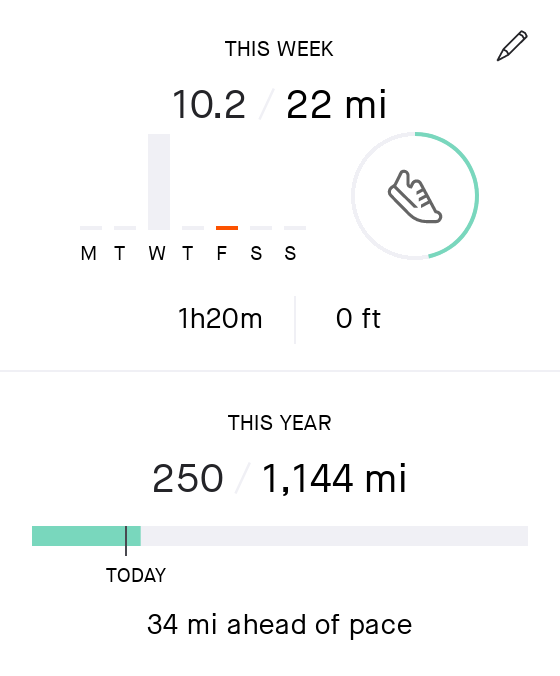 THIS WEEK
10.2 / 22 mi
M T W T F S S
1h20m 0 ft
THIS YEAR
250 / 1,144 mi
TODAY
34 mi ahead of pace